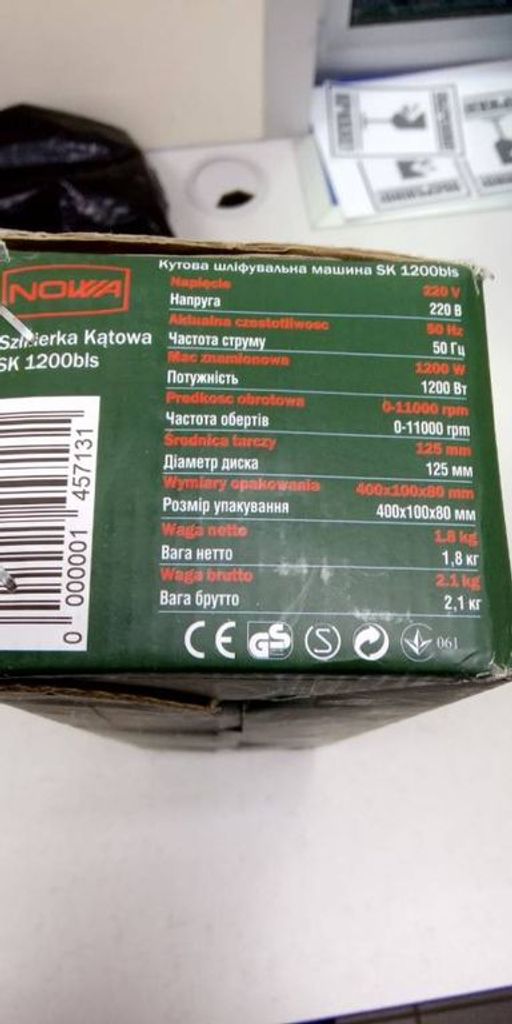 NOWA
Szlifierka Kątowa
SK 1200bls
0 000001 457131
Кутова шліфувальна машина SK 1200bls
Napięcie 220 V
Напруга 220 В
Aktualna czestotliwosc 50 Hz
Частота струму 50 Гц
Moc znamionowa 1200 W
Потужність 1200 Вт
Predkosc obrotowa 0-11000 rpm
Частота обертів 0-11000 rpm
Srodnica tarczy 125 mm
Діаметр диска 125 мм
Wymiary opakowania 400x100x80 mm
Розмір упакування 400x100x80 мм
Waga netto 1.8 kg
Вага нетто 1,8 кг
Waga brutto 2.1 kg
Вага брутто 2,1 кг
CE GS S 061